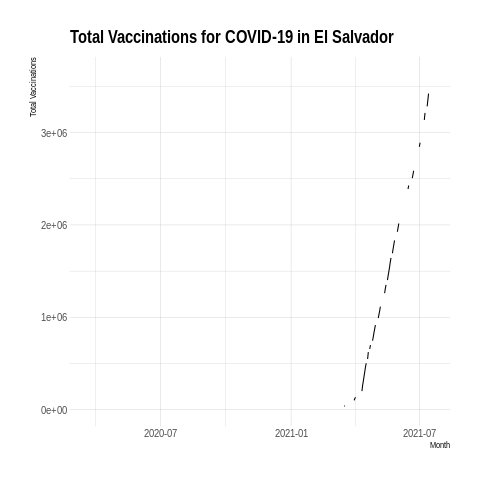 Total Vaccinations for COVID-19 in El Salvador
Total Vaccinations
3e+06
2e+06
1e+06
0e+00
2020-07
2021-01
2021-07
Month